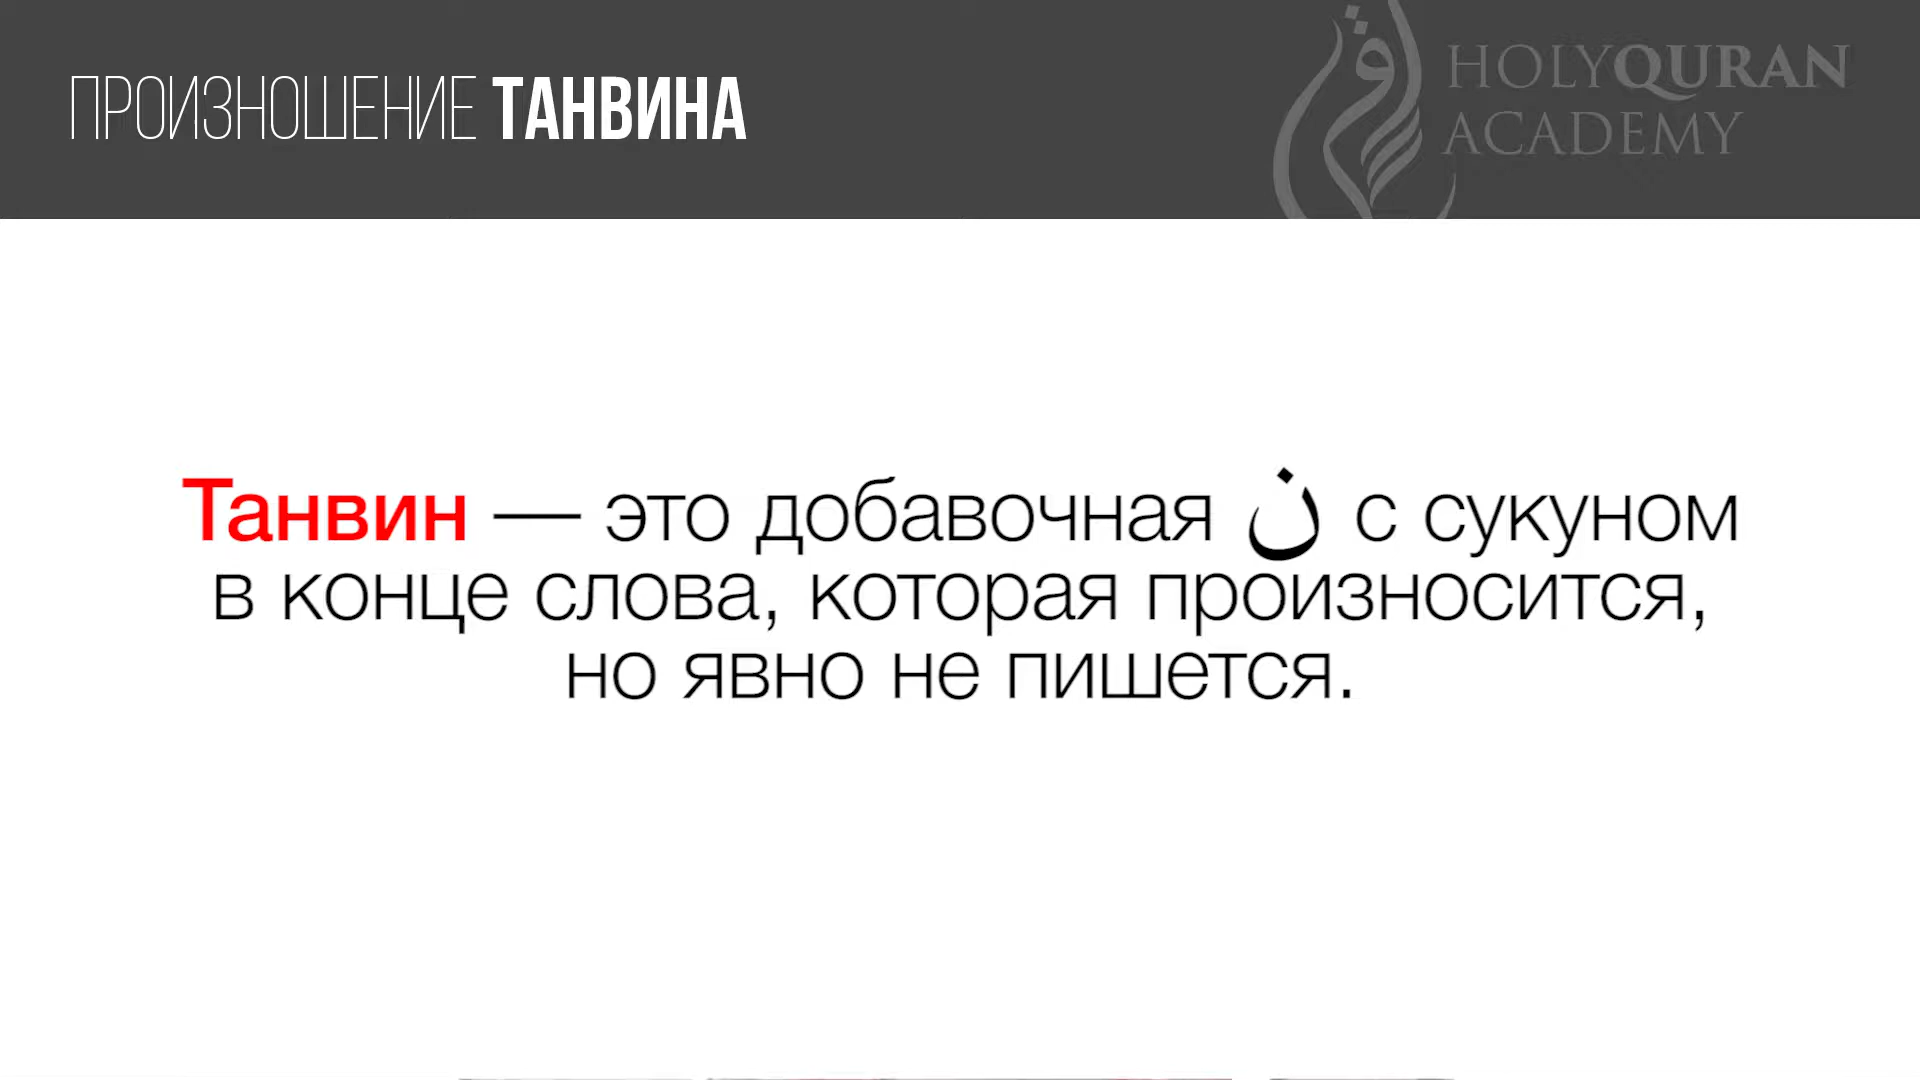 ПРОИЗНОШЕНИЕ ТАНВИНА
HOLYQURAN
ACADEMY
Танвин — это добавочная ن с сукуном
в конце слова, которая произносится,
но явно не пишется.